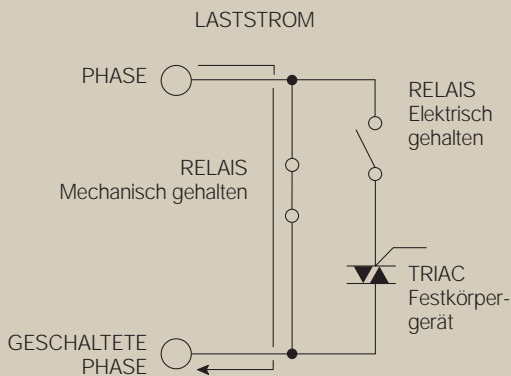 LASTSTROM
PHASE
RELAIS
Elektrisch
gehalten
RELAIS
Mechanisch gehalten
TRIAC
Festkörper-
gerät
GESCHALTETE
PHASE